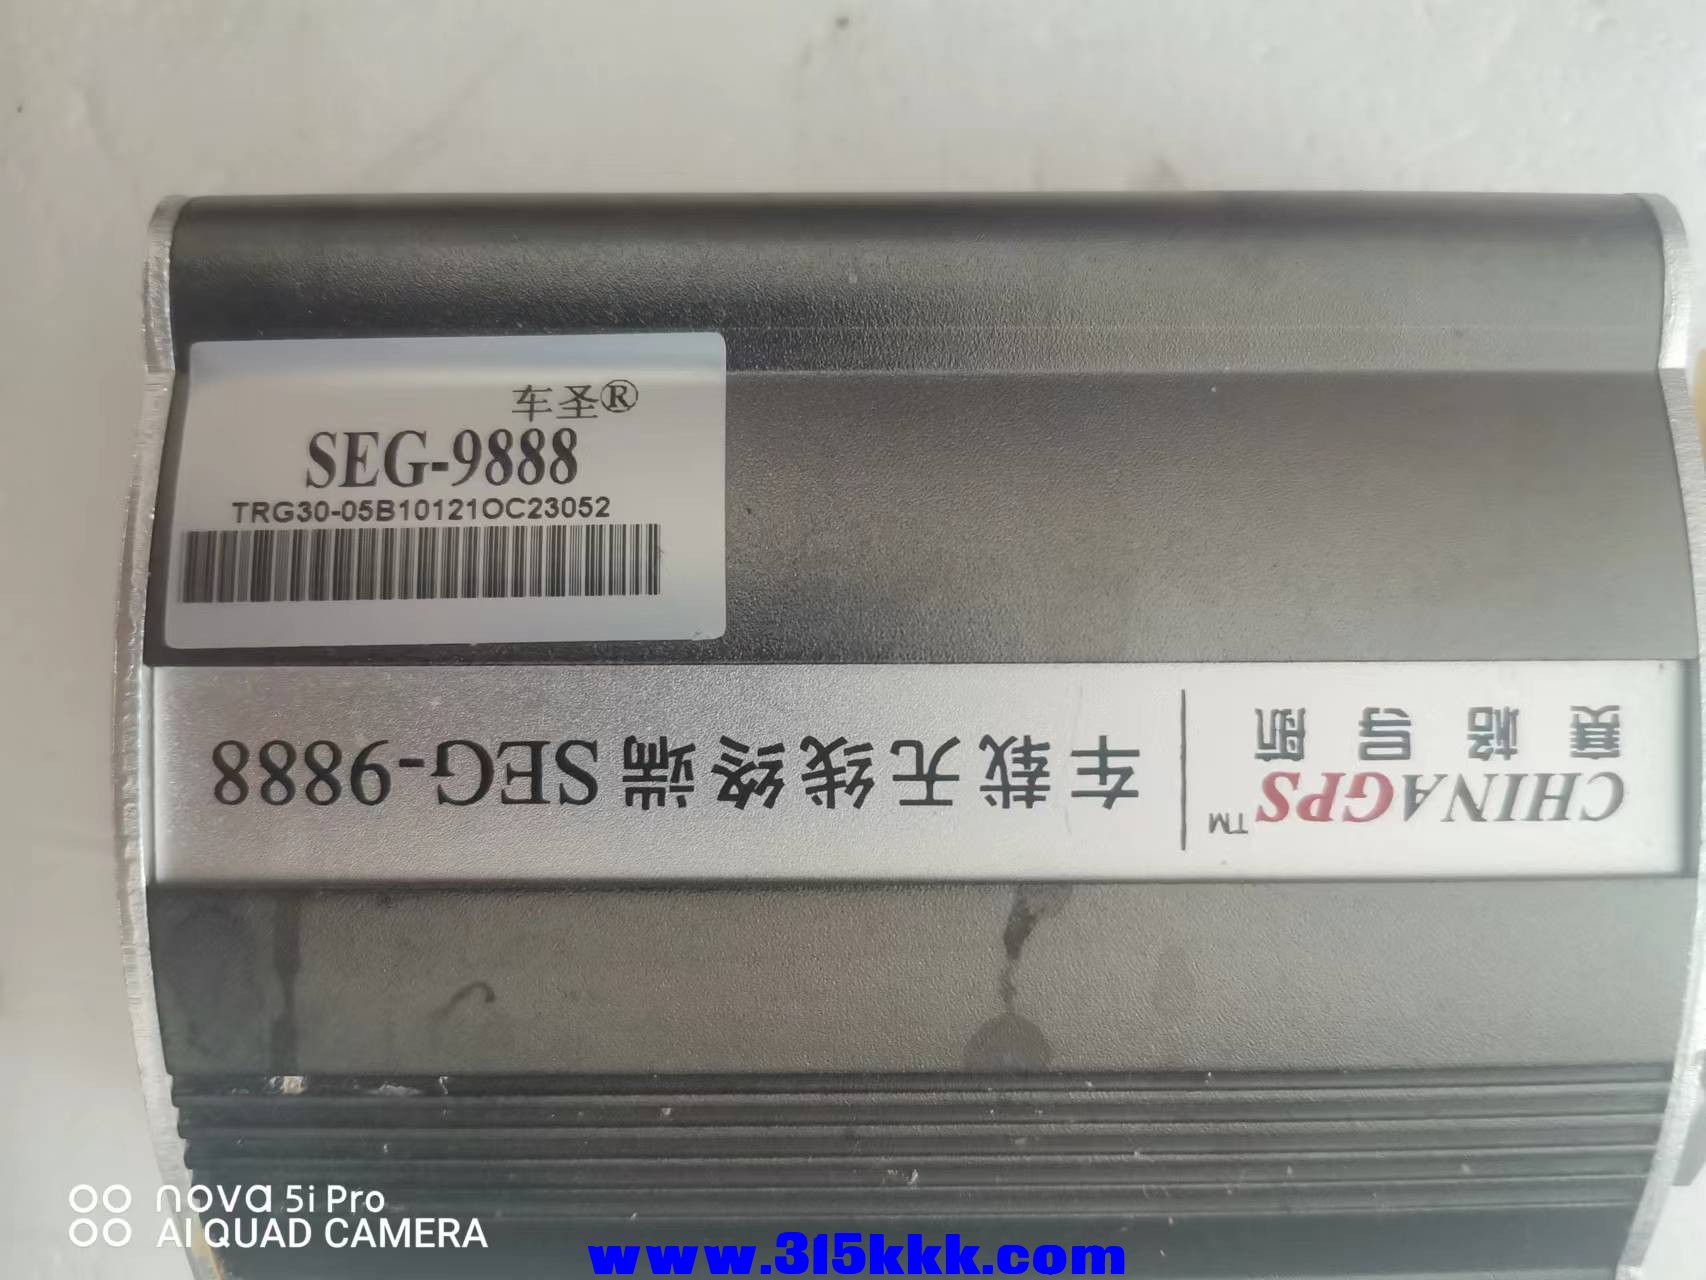 车圣®
SEG-9888
TRG30-05B10121OC23052
CHINAGPS™
赛格导航
车载无线终端 SEG-9888
nova 5i Pro
AI QUAD CAMERA
www.315kkk.com